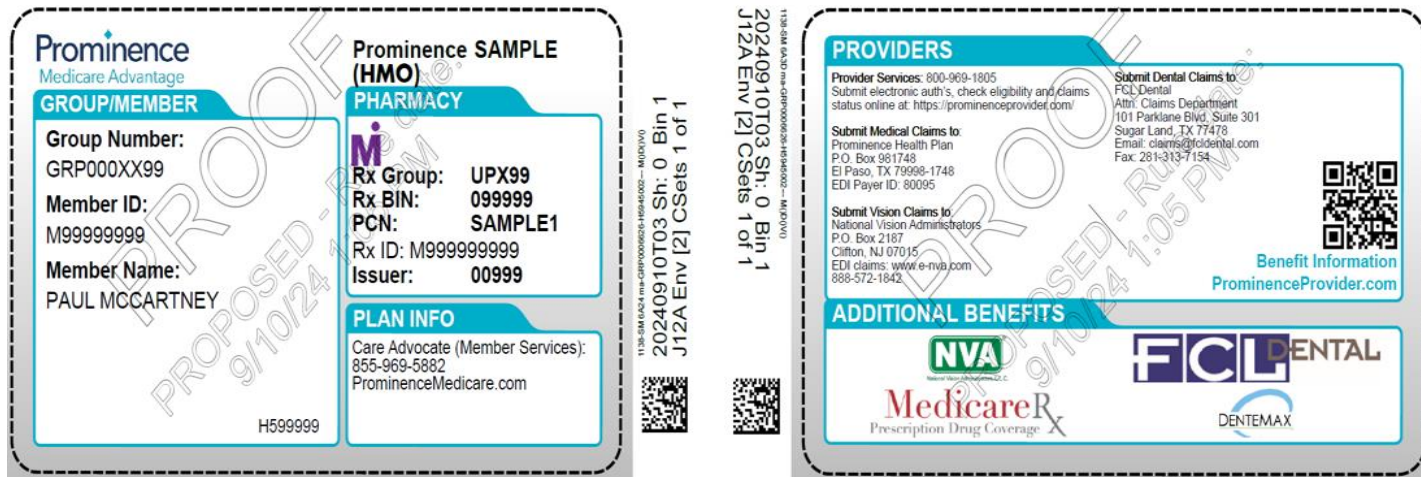 Prominence
Medicare Advantage
Prominence SAMPLE
(HMO)
GROUP/MEMBER
Group Number:
GRP000XX99
Member ID:
M99999999
Member Name:
PAUL MCCARTNEY
H599999
PHARMACY
M
Rx Group: UPX99
Rx BIN: 099999
PCN: SAMPLE1
Rx ID: M999999999
Issuer: 00999
PLAN INFO
Care Advocate (Member Services):
855-969-5882
ProminenceMedicare.com
PROOF
PROPOSED - Run
date:
9/10/24 1:05 PM
20240910T03 Sh: 0 Bin 1
J12A Env [2] CSets 1 of 1
20240910T03 Sh: 0 Bin 1
J12A Env [2] CSets 1 of 1
PROVIDERS
Provider Services: 800-969-1805
Submit electronic auth's, check eligibility and claims
status online at: https://prominenceprovider.com/
Submit Medical Claims to:
Prominence Health Plan
P.O. Box 981748
El Paso, TX 79998-1748
EDI Payer ID: 80095
Submit Vision Claims to:
National Vision Administrators
P.O. Box 2187
Clifton, NJ 07015
EDI claims: www.e-nva.com
888-572-1842
Submit Dental Claims to:
FCL Dental
Attn: Claims Department
101 Parklane Blvd, Suite 301
Sugar Land, TX 77478
Email: claims@fcldental.com
Fax: 281-313-7154
Benefit Information
ProminenceProvider.com
PROOF
PROPOSED - Run date:
9/10/24 1:05 PM
ADDITIONAL BENEFITS
NVA
National Vision Administrators, L.L.C.
FCL DENTAL
MedicareRx
Prescription Drug Coverage
DENTEMAX